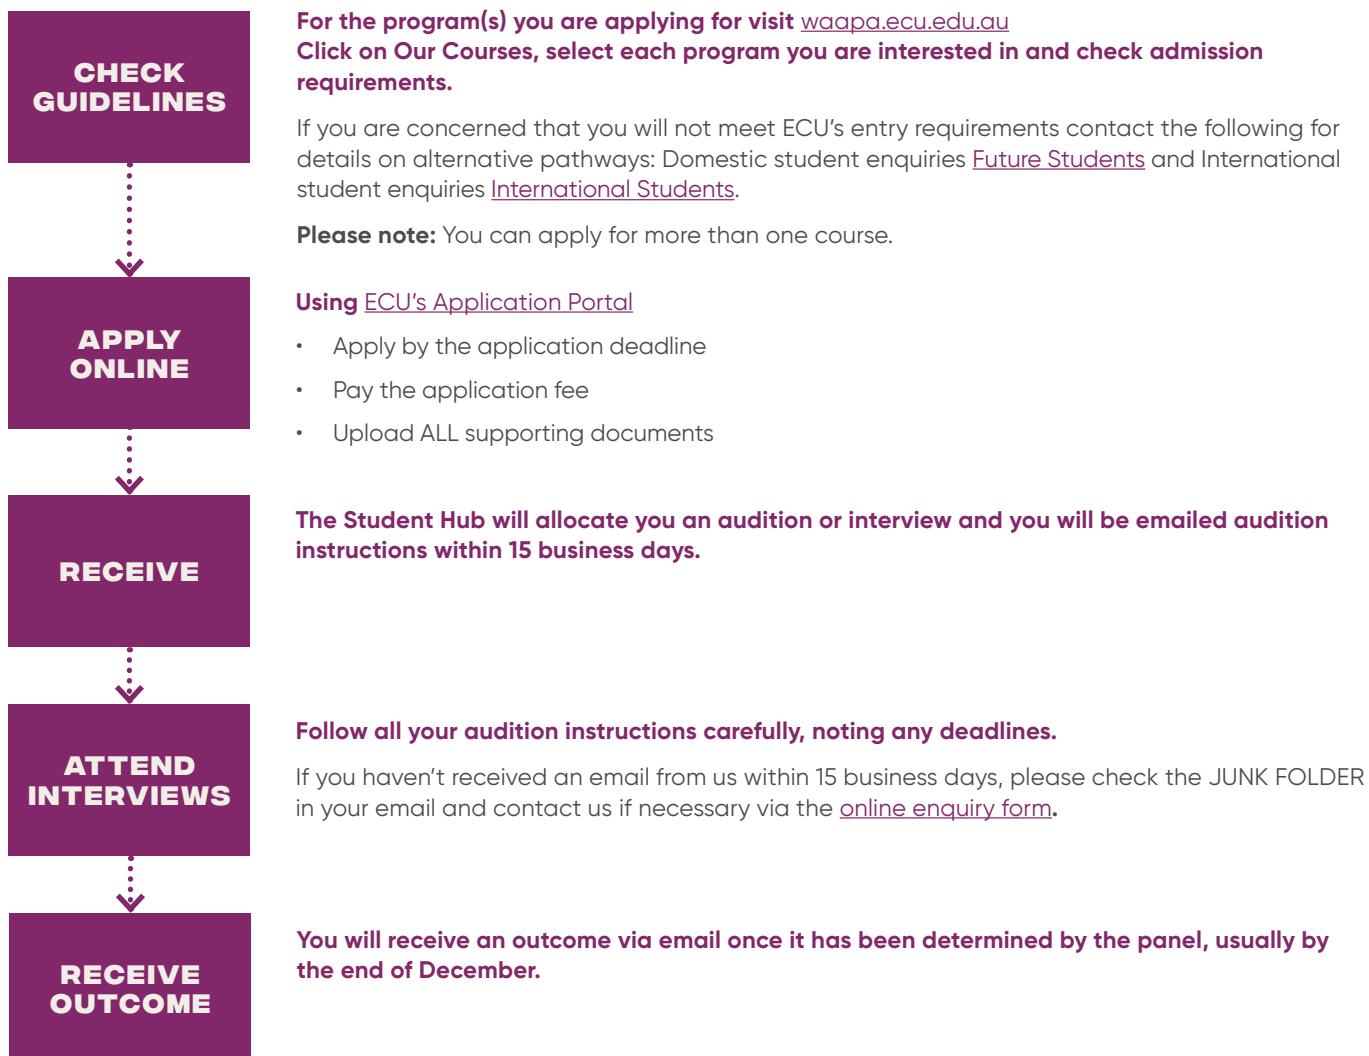 CHECK
GUIDELINES
For the program(s) you are applying for visit waapa.ecu.edu.au
Click on Our Courses, select each program you are interested in and check admission
requirements.
If you are concerned that you will not meet ECU’s entry requirements contact the following for
details on alternative pathways: Domestic student enquiries Future Students and International
student enquiries International Students.
Please note: You can apply for more than one course.
APPLY
ONLINE
Using ECU’s Application Portal
• Apply by the application deadline
• Pay the application fee
• Upload ALL supporting documents
RECEIVE
The Student Hub will allocate you an audition or interview and you will be emailed audition
instructions within 15 business days.
ATTEND
INTERVIEWS
Follow all your audition instructions carefully, noting any deadlines.
If you haven’t received an email from us within 15 business days, please check the JUNK FOLDER
in your email and contact us if necessary via the online enquiry form.
RECEIVE
OUTCOME
You will receive an outcome via email once it has been determined by the panel, usually by
the end of December.